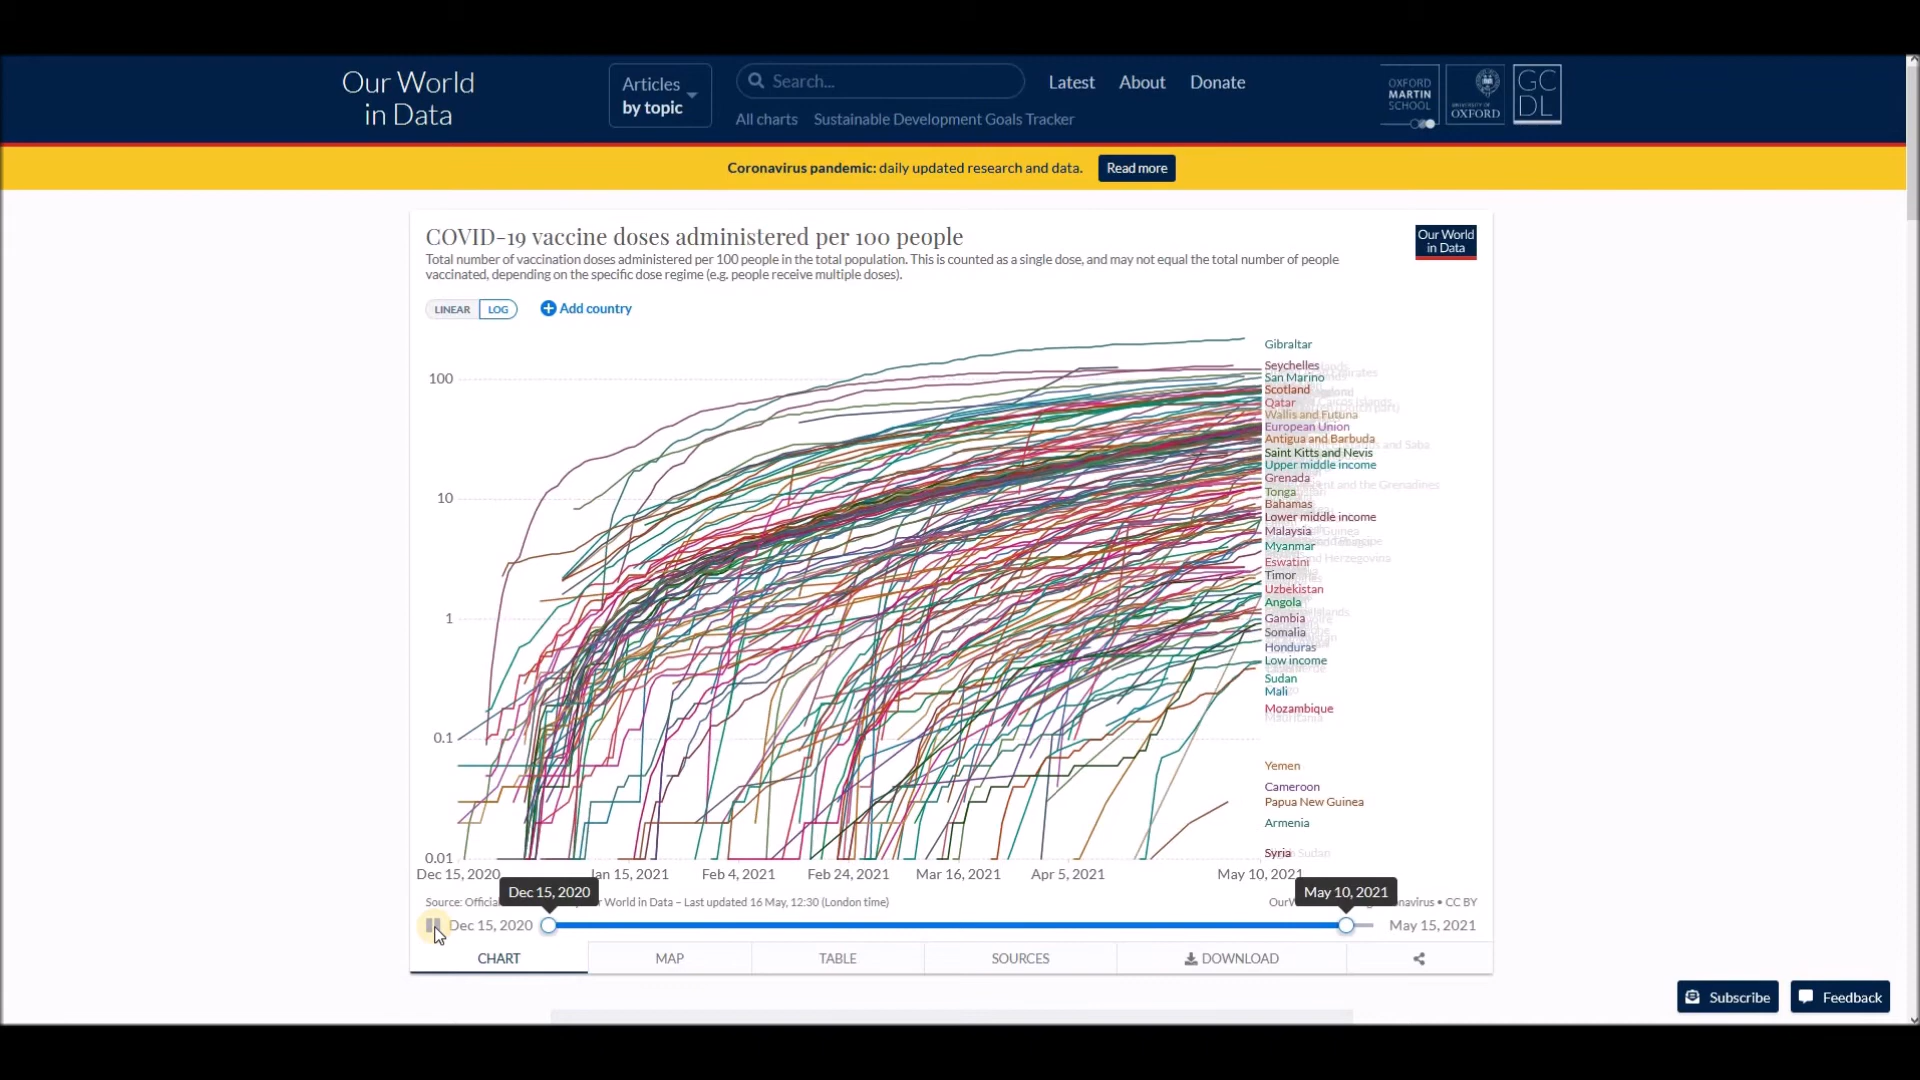 Our World
in Data
Articles
by topic
Search...
Latest
About
Donate
All charts
Sustainable Development Goals Tracker
OXFORD
MARTIN
SCHOOL
UNIVERSITY OF
OXFORD
GC
DL
Coronavirus pandemic: daily updated research and data.
Read more
COVID-19 vaccine doses administered per 100 people
Total number of vaccination doses administered per 100 people in the total population. This is counted as a single dose, and may not equal the total number of people
vaccinated, depending on the specific dose regime (e.g. people receive multiple doses).
Our World
in Data
LINEAR
LOG
Add country
100
10
1
0.1
0.01
Gibraltar
Seychelles
San Marino
Scotland
Qatar
Wallis and Futuna
European Union
Antigua and Barbuda
Saint Kitts and Nevis
Upper middle income
Grenada
Tonga
Bahamas
Lower middle income
Malaysia
Myanmar
Eswatini
Timor
Uzbekistan
Angola
Gambia
Somalia
Honduras
Low income
Sudan
Mali
Mozambique
Mauritania
Yemen
Cameroon
Papua New Guinea
Armenia
Syria
Dec 15, 2020
Jan 15, 2021
Feb 4, 2021
Feb 24, 2021
Mar 16, 2021
Apr 5, 2021
May 10, 2021
Dec 15, 2020
May 10, 2021
Source: Official
World in Data – Last updated 16 May, 12:30 (London time)
• CC BY
Dec 15, 2020
May 15, 2021
CHART
MAP
TABLE
SOURCES
DOWNLOAD
Subscribe
Feedback